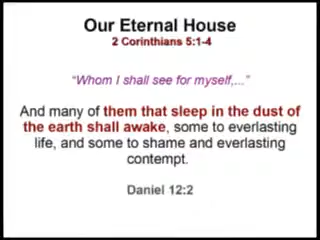 Our Eternal House
2 Corinthians 5:1-4
“Whom I shall see for myself,...”
And many of them that sleep in the dust of
the earth shall awake, some to everlasting
life, and some to shame and everlasting
contempt.
Daniel 12:2